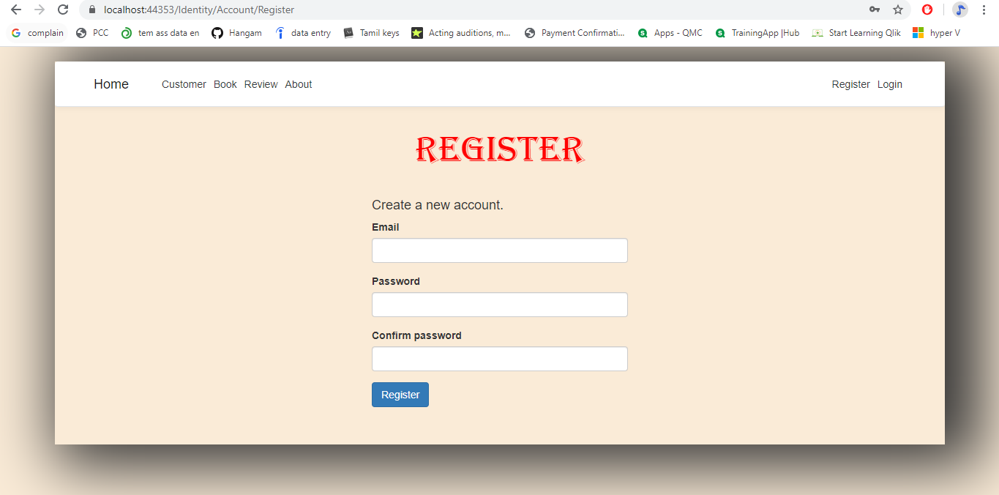 localhost:44353/Identity/Account/Register
complain PCC tem ass data en Hangam data entry Tamil keys Acting auditions, m... Payment Confirmati... Apps - QMC TrainingApp |Hub Start Learning Qlik hyper V
Home Customer Book Review About Register Login
REGISTER
Create a new account.
Email
Password
Confirm password
Register